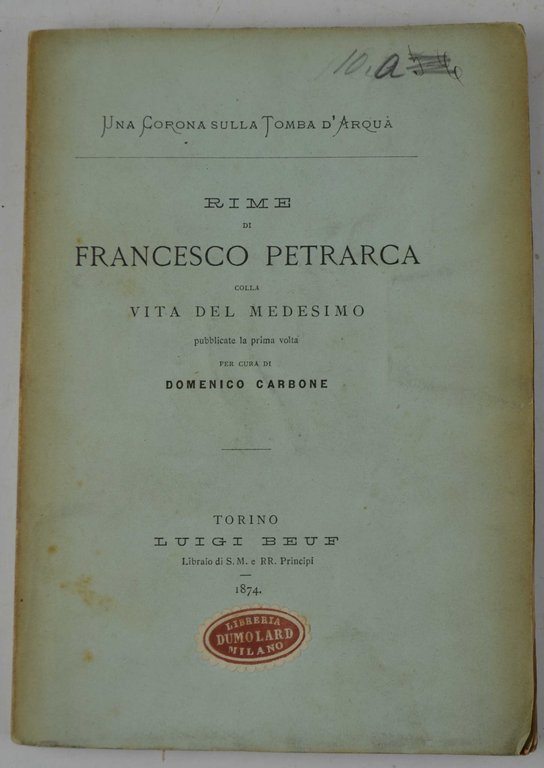 10. a
UNA CORONA SULLA TOMBA D'ARQUÀ
RIME
DI
FRANCESCO PETRARCA
COLLA
VITA DEL MEDESIMO
pubblicate la prima volta
PER CURA DI
DOMENICO CARBONE
TORINO
LUIGI BEUF
Libraio di S. M. e RR. Principi
1874.
LIBRERIA
DUMOLARD
MILANO